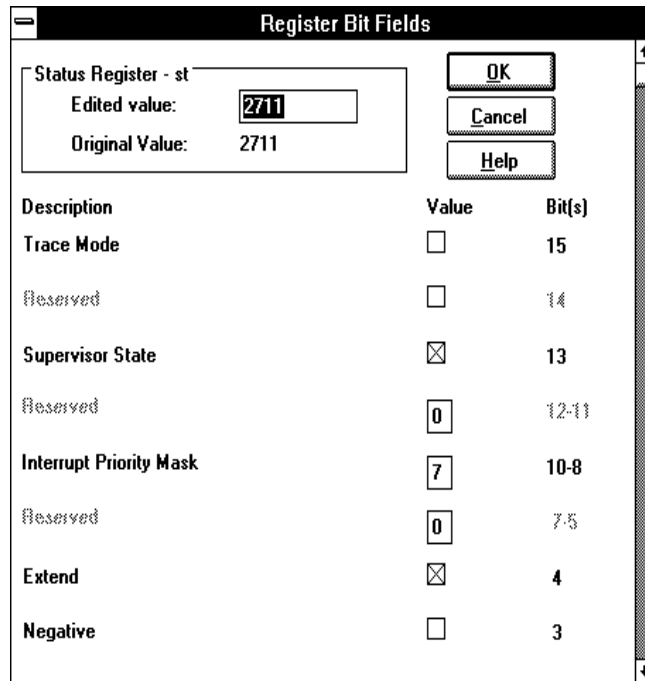 Register Bit Fields
Status Register - st
Edited value: 2711
Original Value: 2711
OK
Cancel
Help
Description Value Bit(s)
Trace Mode 15
Reserved 14
Supervisor State 13
Reserved 0 12-11
Interrupt Priority Mask 7 10-8
Reserved 0 7-5
Extend 4
Negative 3